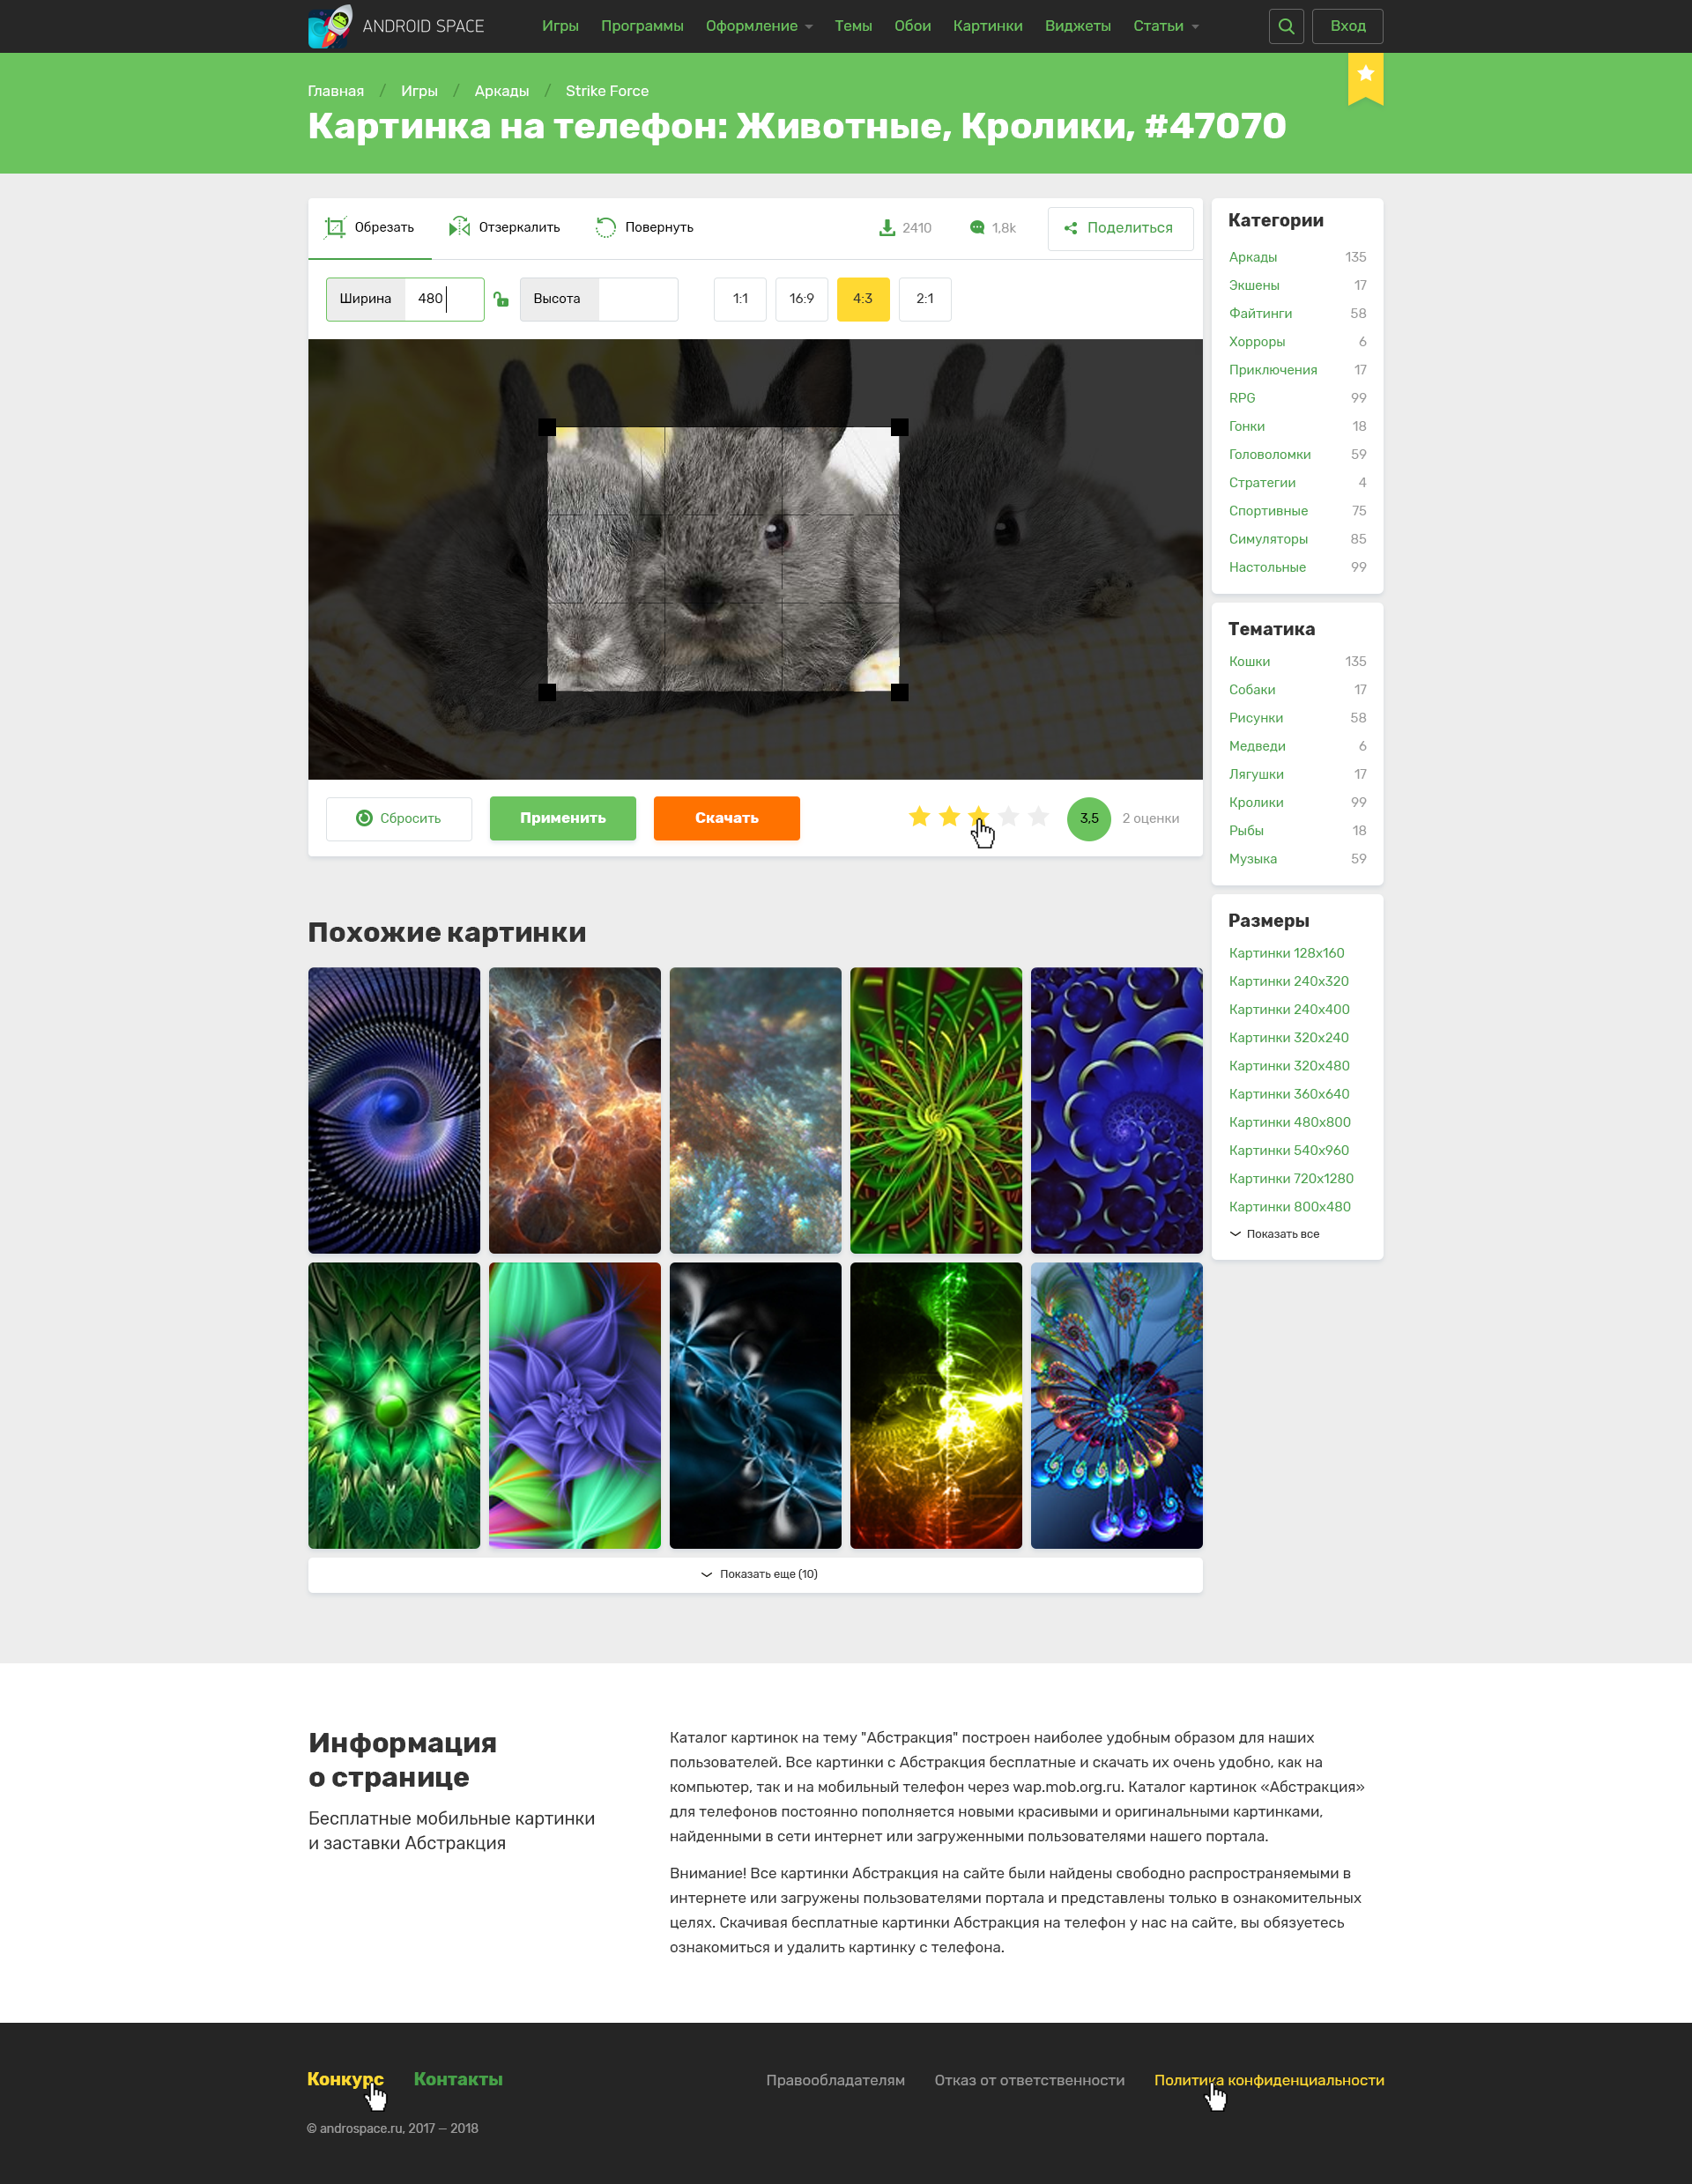 ANDROID SPACE
Игры Программы Оформление Темы Обои Картинки Виджеты Статьи Вход
Главная / Игры / Аркады / Strike Force
Картинка на телефон: Животные, Кролики, #47070
Обрезать Отзеркалить Повернуть 2410 1,8k Поделиться
Ширина 480 Высота 1:1 16:9 4:3 2:1
Сбросить Применить Скачать 3,5 2 оценки
Категории
Аркады 135
Экшены 17
Файтинги 58
Хорроры 6
Приключения 17
RPG 99
Гонки 18
Головоломки 59
Стратегии 4
Спортивные 75
Симуляторы 85
Настольные 99
Тематика
Кошки 135
Собаки 17
Рисунки 58
Медведи 6
Лягушки 17
Кролики 99
Рыбы 18
Музыка 59
Размеры
Картинки 128x160
Картинки 240x320
Картинки 240x400
Картинки 320x240
Картинки 320x480
Картинки 360x640
Картинки 480x800
Картинки 540x960
Картинки 720x1280
Картинки 800x480
Показать все
Похожие картинки
Показать еще (10)
Информация
о странице
Бесплатные мобильные картинки
и заставки Абстракция
Каталог картинок на тему "Абстракция" построен наиболее удобным образом для наших
пользователей. Все картинки с Абстракция бесплатные и скачать их очень удобно, как на
компьютер, так и на мобильный телефон через wap.mob.org.ru. Каталог картинок «Абстракция»
для телефонов постоянно пополняется новыми красивыми и оригинальными картинками,
найденными в сети интернет или загруженными пользователями нашего портала.
Внимание! Все картинки Абстракция на сайте были найдены свободно распространяемыми в
интернете или загружены пользователями портала и представлены только в ознакомительных
целях. Скачивая бесплатные картинки Абстракция на телефон у нас на сайте, вы обязуетесь
ознакомиться и удалить картинку с телефона.
Конкурс Контакты Правообладателям Отказ от ответственности Политика конфиденциальности
© androspace.ru, 2017 — 2018